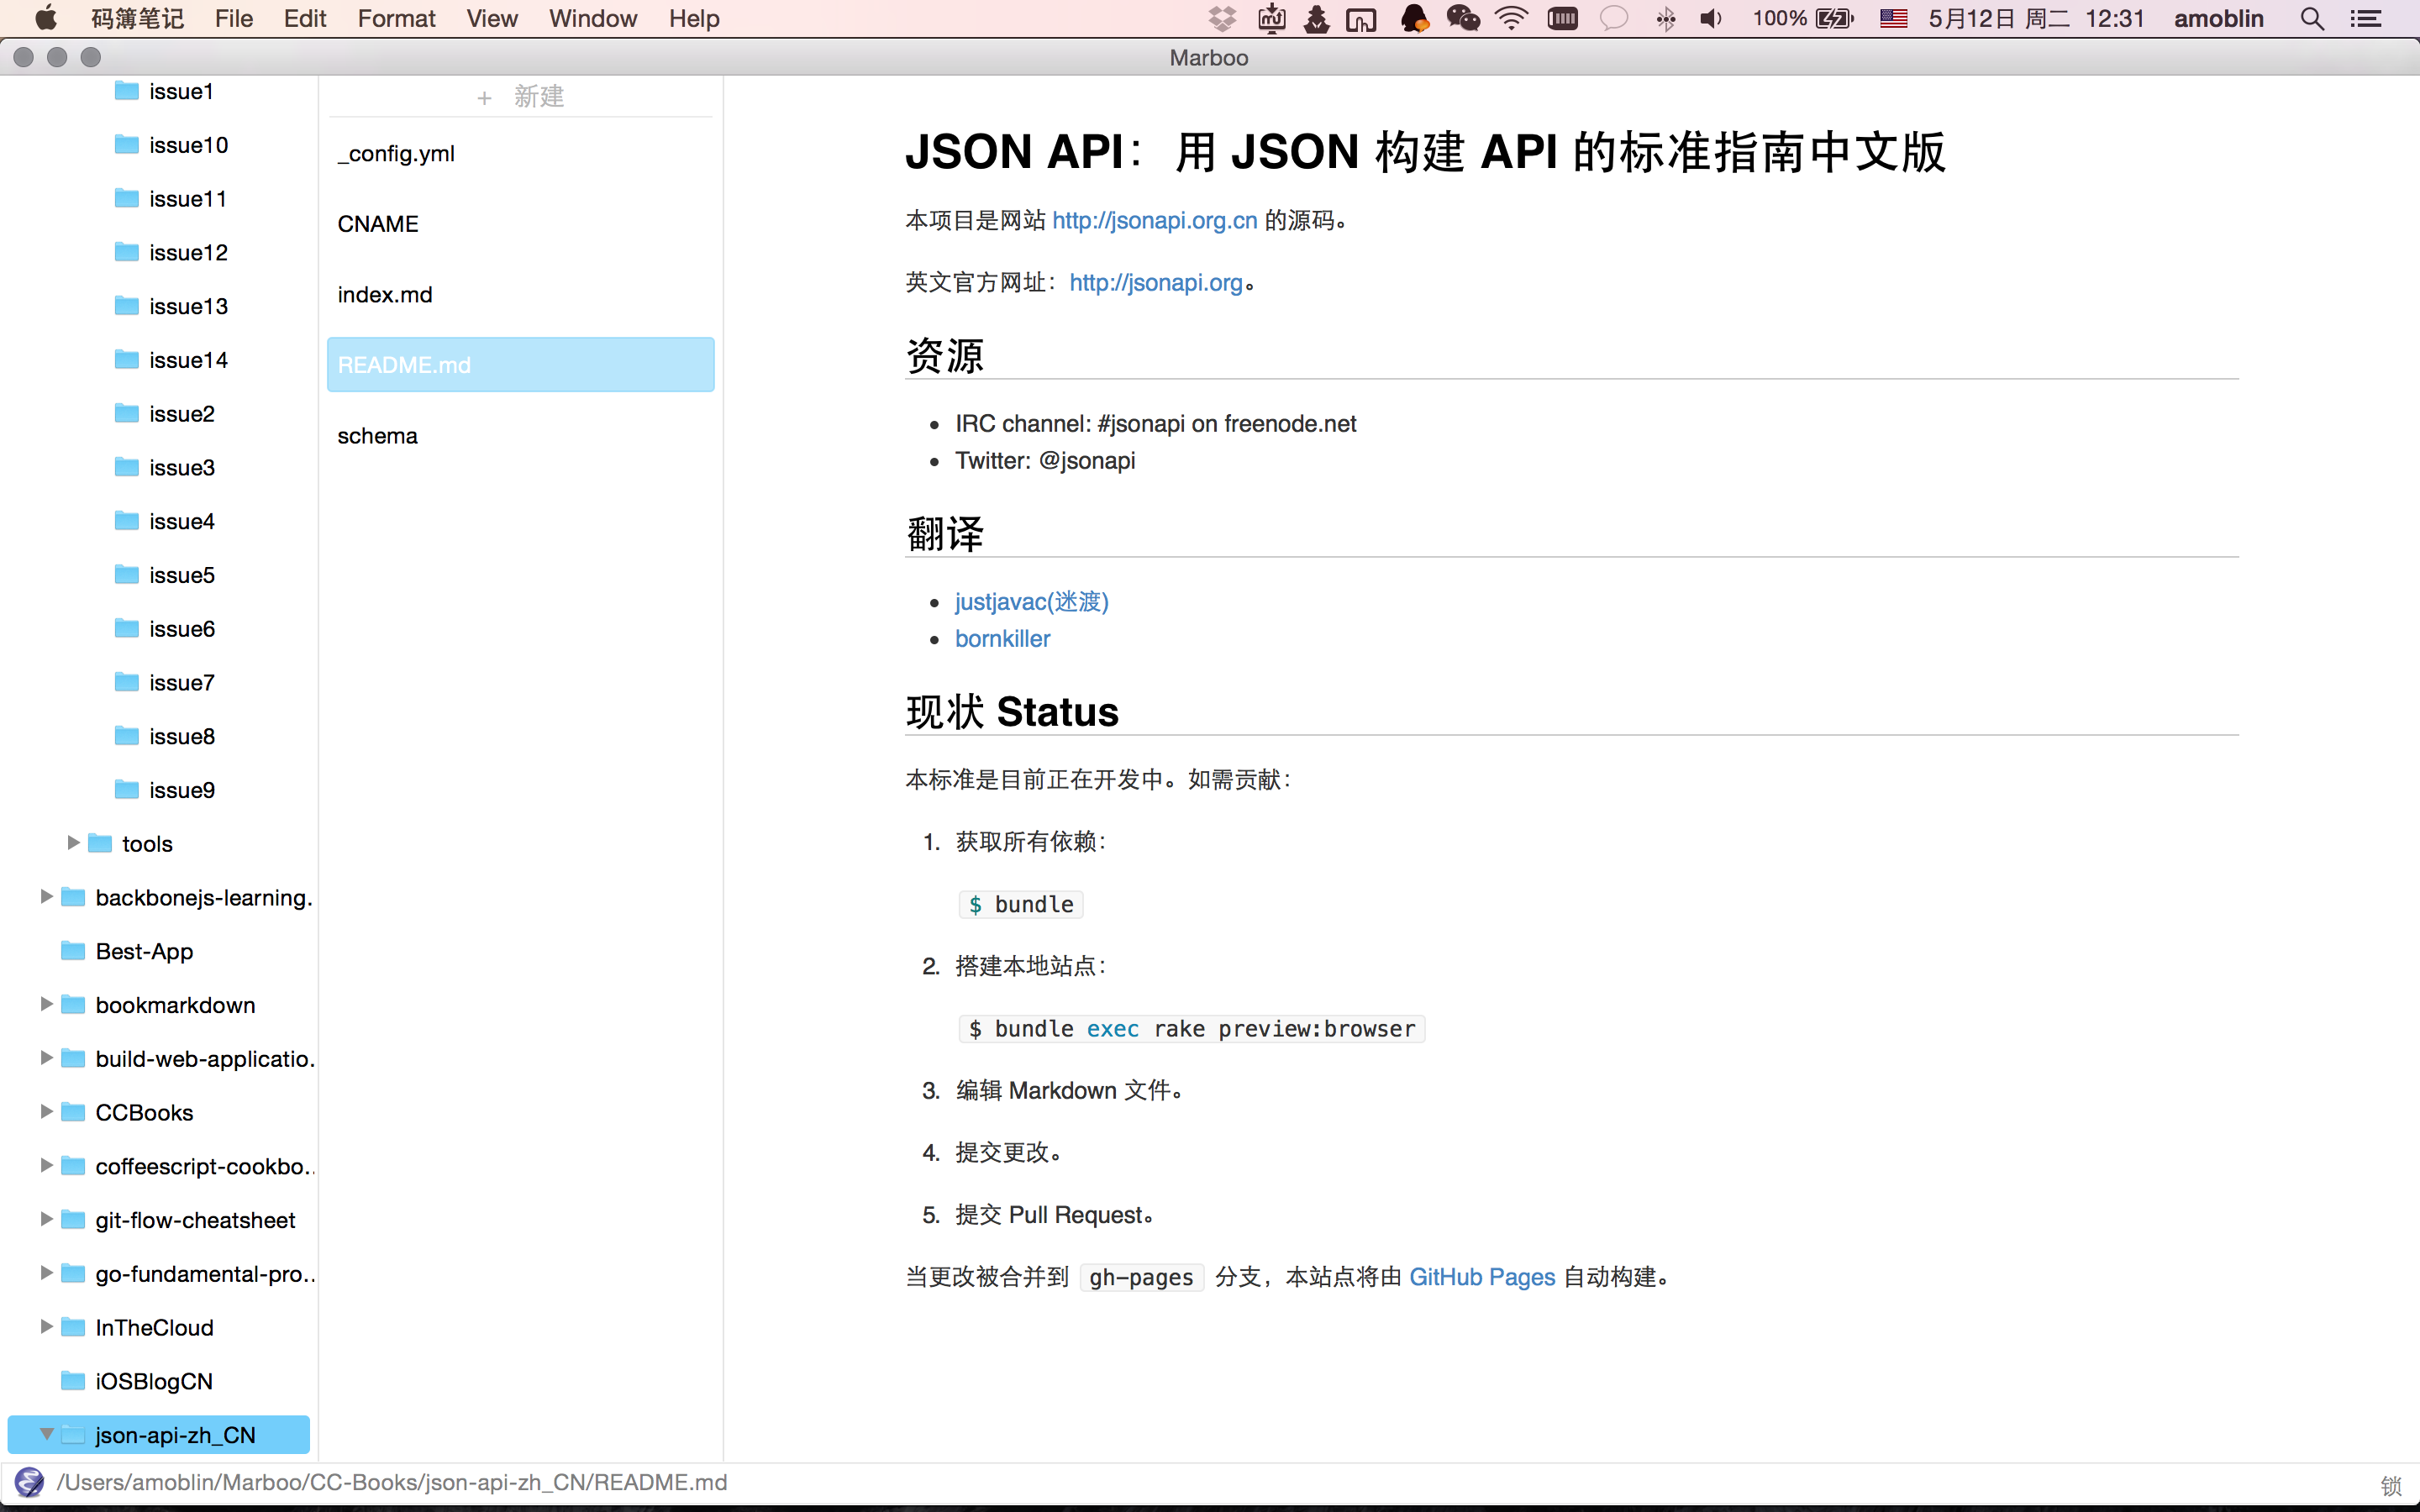 码簿笔记 File Edit Format View Window Help 100% 5月12日 周二 12:31 amoblin
Marboo
issue1
issue10
issue11
issue12
issue13
issue14
issue2
issue3
issue4
issue5
issue6
issue7
issue8
issue9
tools
backbonejs-learning.
Best-App
bookmarkdown
build-web-applicatio.
CCBooks
coffeescript-cookbo..
git-flow-cheatsheet
go-fundamental-pro..
InTheCloud
iOSBlogCN
json-api-zh_CN
+ 新建
_config.yml
CNAME
index.md
README.md
schema
JSON API： 用 JSON 构建 API 的标准指南中文版
本项目是网站 http://jsonapi.org.cn 的源码。
英文官方网址：http://jsonapi.org。
资源
• IRC channel: #jsonapi on freenode.net
• Twitter: @jsonapi
翻译
• justjavac(迷渡)
• bornkiller
现状 Status
本标准是目前正在开发中。如需贡献：
1. 获取所有依赖：
$ bundle
2. 搭建本地站点：
$ bundle exec rake preview:browser
3. 编辑 Markdown 文件。
4. 提交更改。
5. 提交 Pull Request。
当更改被合并到 gh-pages 分支，本站点将由 GitHub Pages 自动构建。
/Users/amoblin/Marboo/CC-Books/json-api-zh_CN/README.md
锁